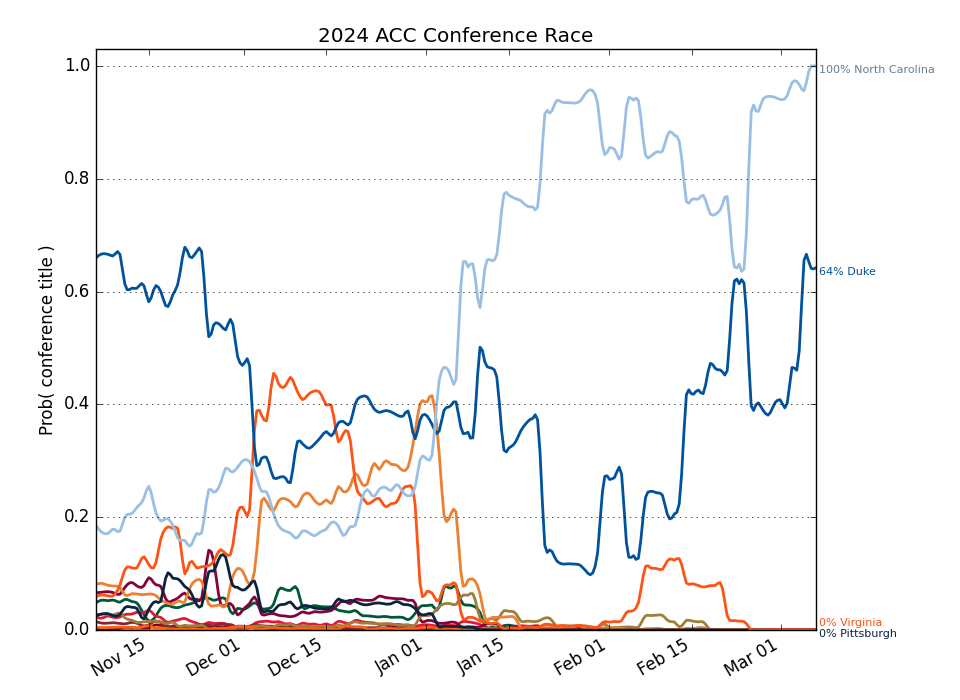 2024 ACC Conference Race
Prob( conference title )
1.0
0.8
0.6
0.4
0.2
0.0
Nov 15
Dec 01
Dec 15
Jan 01
Jan 15
Feb 01
Feb 15
Mar 01
100% North Carolina
64% Duke
0% Virginia
0% Pittsburgh